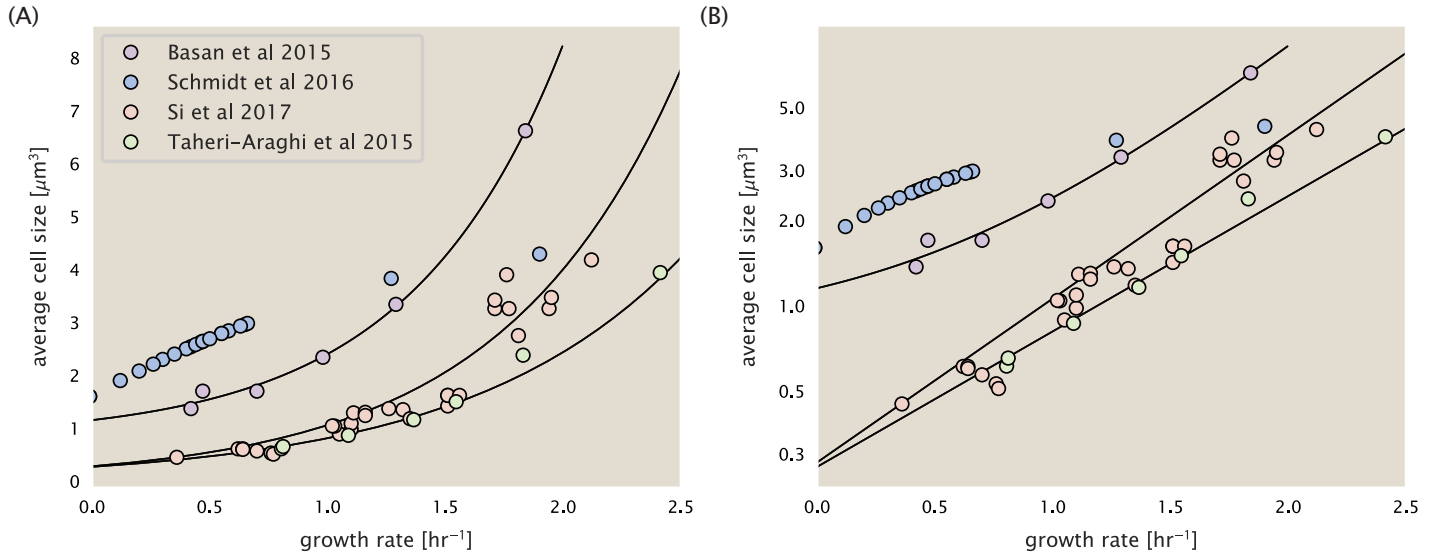 (A)
8
7
6
5
4
3
2
1
0
average cell size [μm³]
Basan et al 2015
Schmidt et al 2016
Si et al 2017
Taheri-Araghi et al 2015
0.0 0.5 1.0 1.5 2.0 2.5
growth rate [hr⁻¹]
(B)
5.0
3.0
2.0
1.0
0.5
0.3
average cell size [μm³]
0.0 0.5 1.0 1.5 2.0 2.5
growth rate [hr⁻¹]